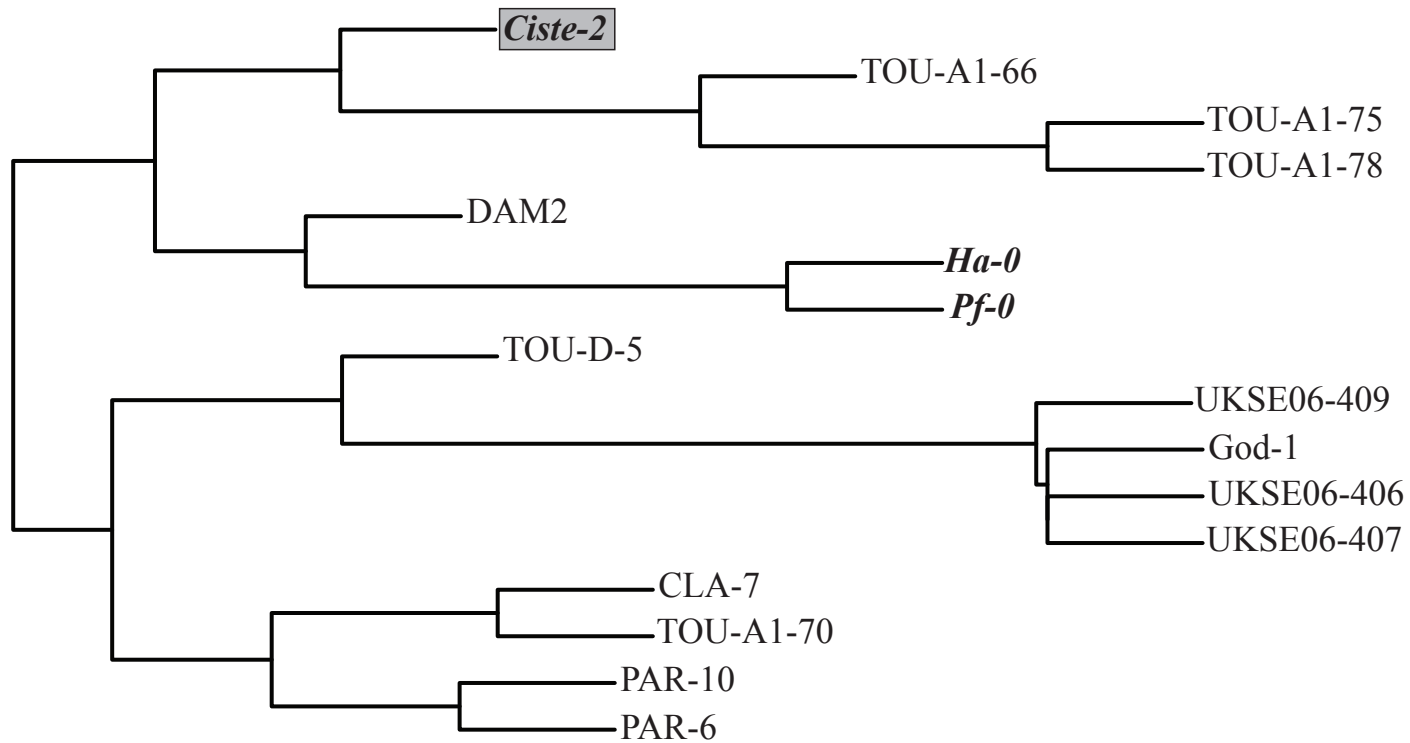 Ciste-2
TOU-A1-66
TOU-A1-75
TOU-A1-78
DAM2
Ha-0
Pf-0
TOU-D-5
UKSE06-409
God-1
UKSE06-406
UKSE06-407
CLA-7
TOU-A1-70
PAR-10
PAR-6